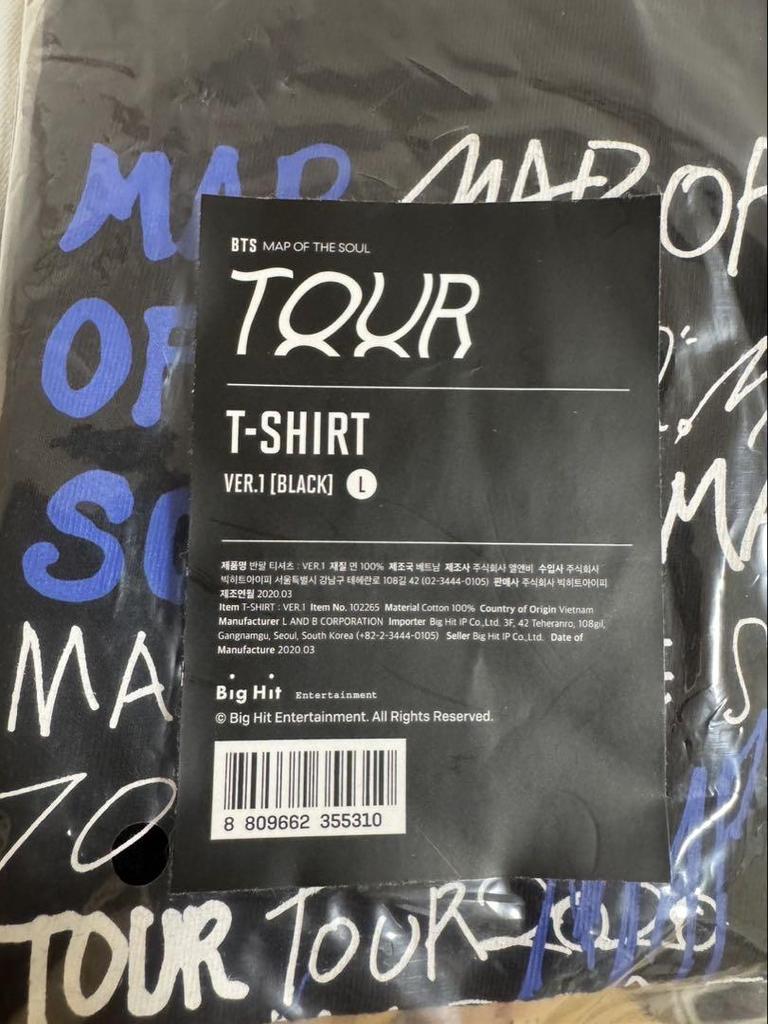 MAP MAP OF
OF
SO
MA
TO
BTS MAP OF THE SOUL
TOUR
T-SHIRT
VER.1 [BLACK] L
제품명 반팔 티셔츠 : VER.1 재질 면 100% 제조국 베트남 제조사 주식회사 엘앤비 수입사 주식회사
빅히트아이피 서울특별시 강남구 테헤란로 108길 42 (02-3444-0105) 판매사 주식회사 빅히트아이피
제조연월 2020.03
Item T-SHIRT : VER.1 Item No. 102265 Material Cotton 100% Country of Origin Vietnam
Manufacturer L AND B CORPORATION Importer Big Hit IP Co.,Ltd. 3F, 42 Teheranro, 108gil,
Gangnamgu, Seoul, South Korea (+82-2-3444-0105) Seller Big Hit IP Co.,Ltd. Date of
Manufacture 2020.03
Big Hit Entertainment
© Big Hit Entertainment. All Rights Reserved.
8 809662 355310
TOUR TOUR 2020